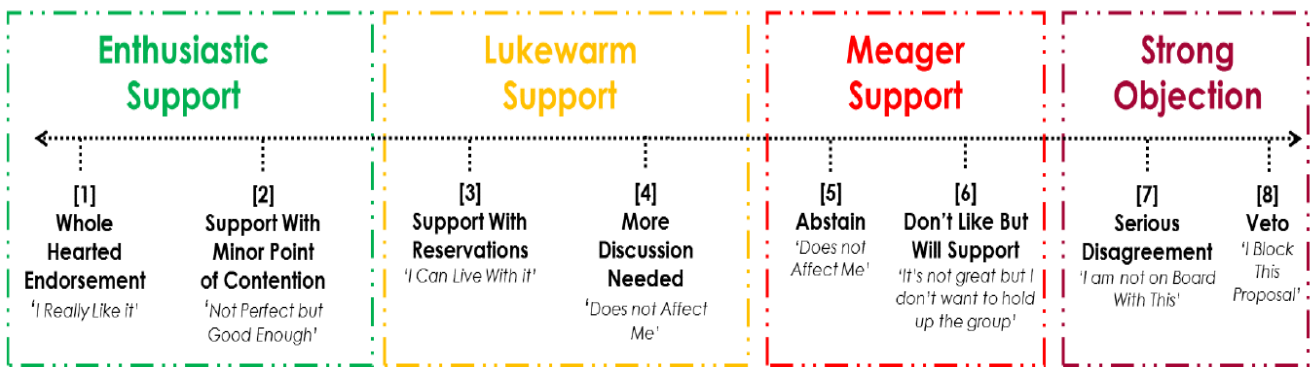 Enthusiastic
Support
Lukewarm
Support
Meager
Support
Strong
Objection
[1]
Whole
Hearted
Endorsement
'I Really Like it'
[2]
Support With
Minor Point
of Contention
'Not Perfect but
Good Enough'
[3]
Support With
Reservations
'I Can Live With it'
[4]
More
Discussion
Needed
'Does not Affect
Me'
[5]
Abstain
'Does not
Affect Me'
[6]
Don't Like But
Will Support
'It's not great but I
don't want to hold
up the group'
[7]
Serious
Disagreement
'I am not on Board
With This'
[8]
Veto
'I Block
This
Proposal'